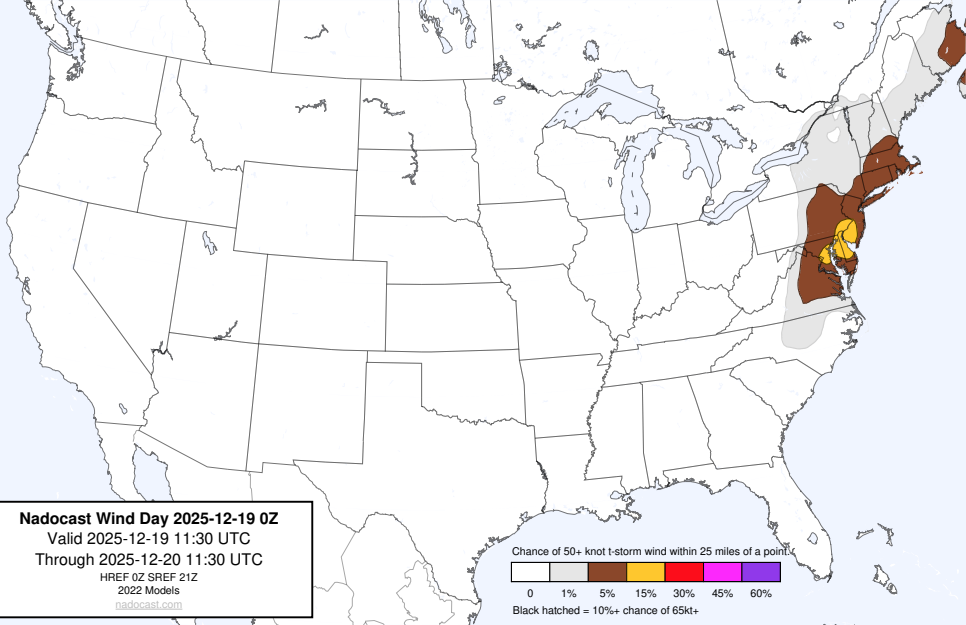 Nadocast Wind Day 2025-12-19 0Z
Valid 2025-12-19 11:30 UTC
Through 2025-12-20 11:30 UTC
HREF 0Z SREF 21Z
2022 Models
nadocast.com
Chance of 50+ knot t-storm wind within 25 miles of a point.
0 1% 5% 15% 30% 45% 60%
Black hatched = 10%+ chance of 65kt+